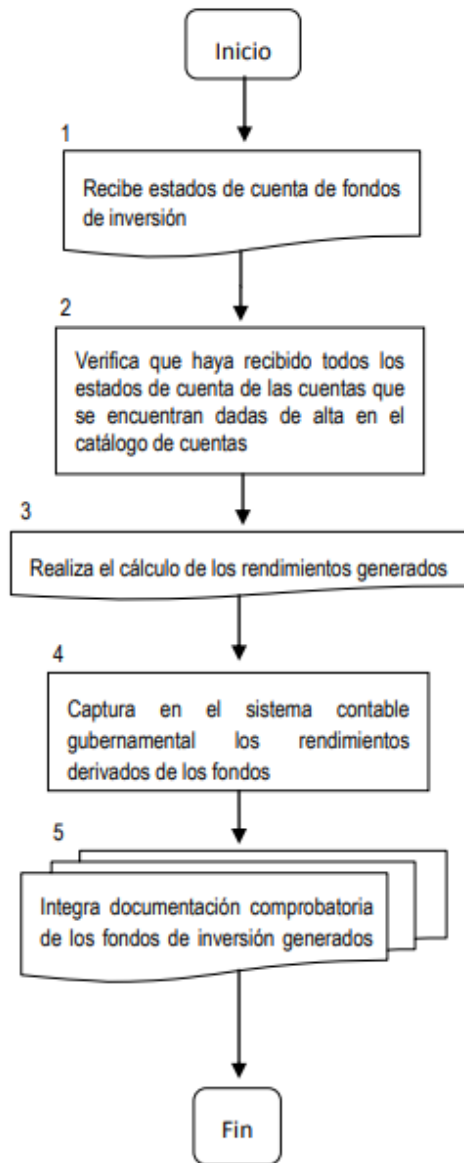 Inicio
1
Recibe estados de cuenta de fondos
de inversión
2
Verifica que haya recibido todos los
estados de cuenta de las cuentas que
se encuentran dadas de alta en el
catálogo de cuentas
3
Realiza el cálculo de los rendimientos generados
4
Captura en el sistema contable
gubernamental los rendimientos
derivados de los fondos
5
Integra documentación comprobatoria
de los fondos de inversión generados
Fin